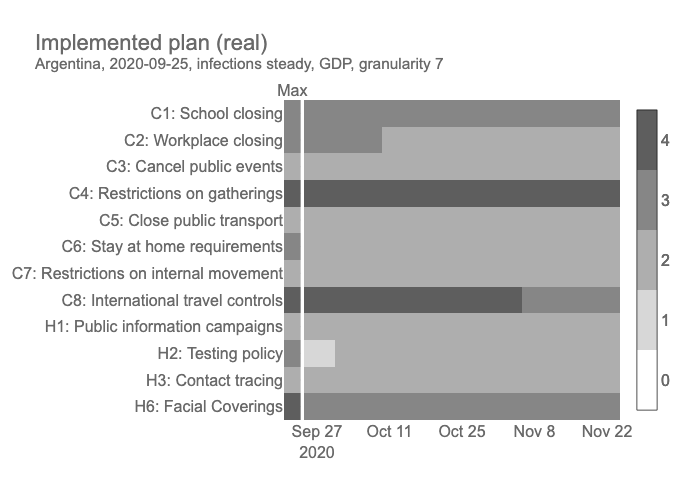 Implemented plan (real)
Argentina, 2020-09-25, infections steady, GDP, granularity 7
Max
C1: School closing
C2: Workplace closing
C3: Cancel public events
C4: Restrictions on gatherings
C5: Close public transport
C6: Stay at home requirements
C7: Restrictions on internal movement
C8: International travel controls
H1: Public information campaigns
H2: Testing policy
H3: Contact tracing
H6: Facial Coverings
Sep 27 Oct 11 Oct 25 Nov 8 Nov 22
2020
4
3
2
1
0